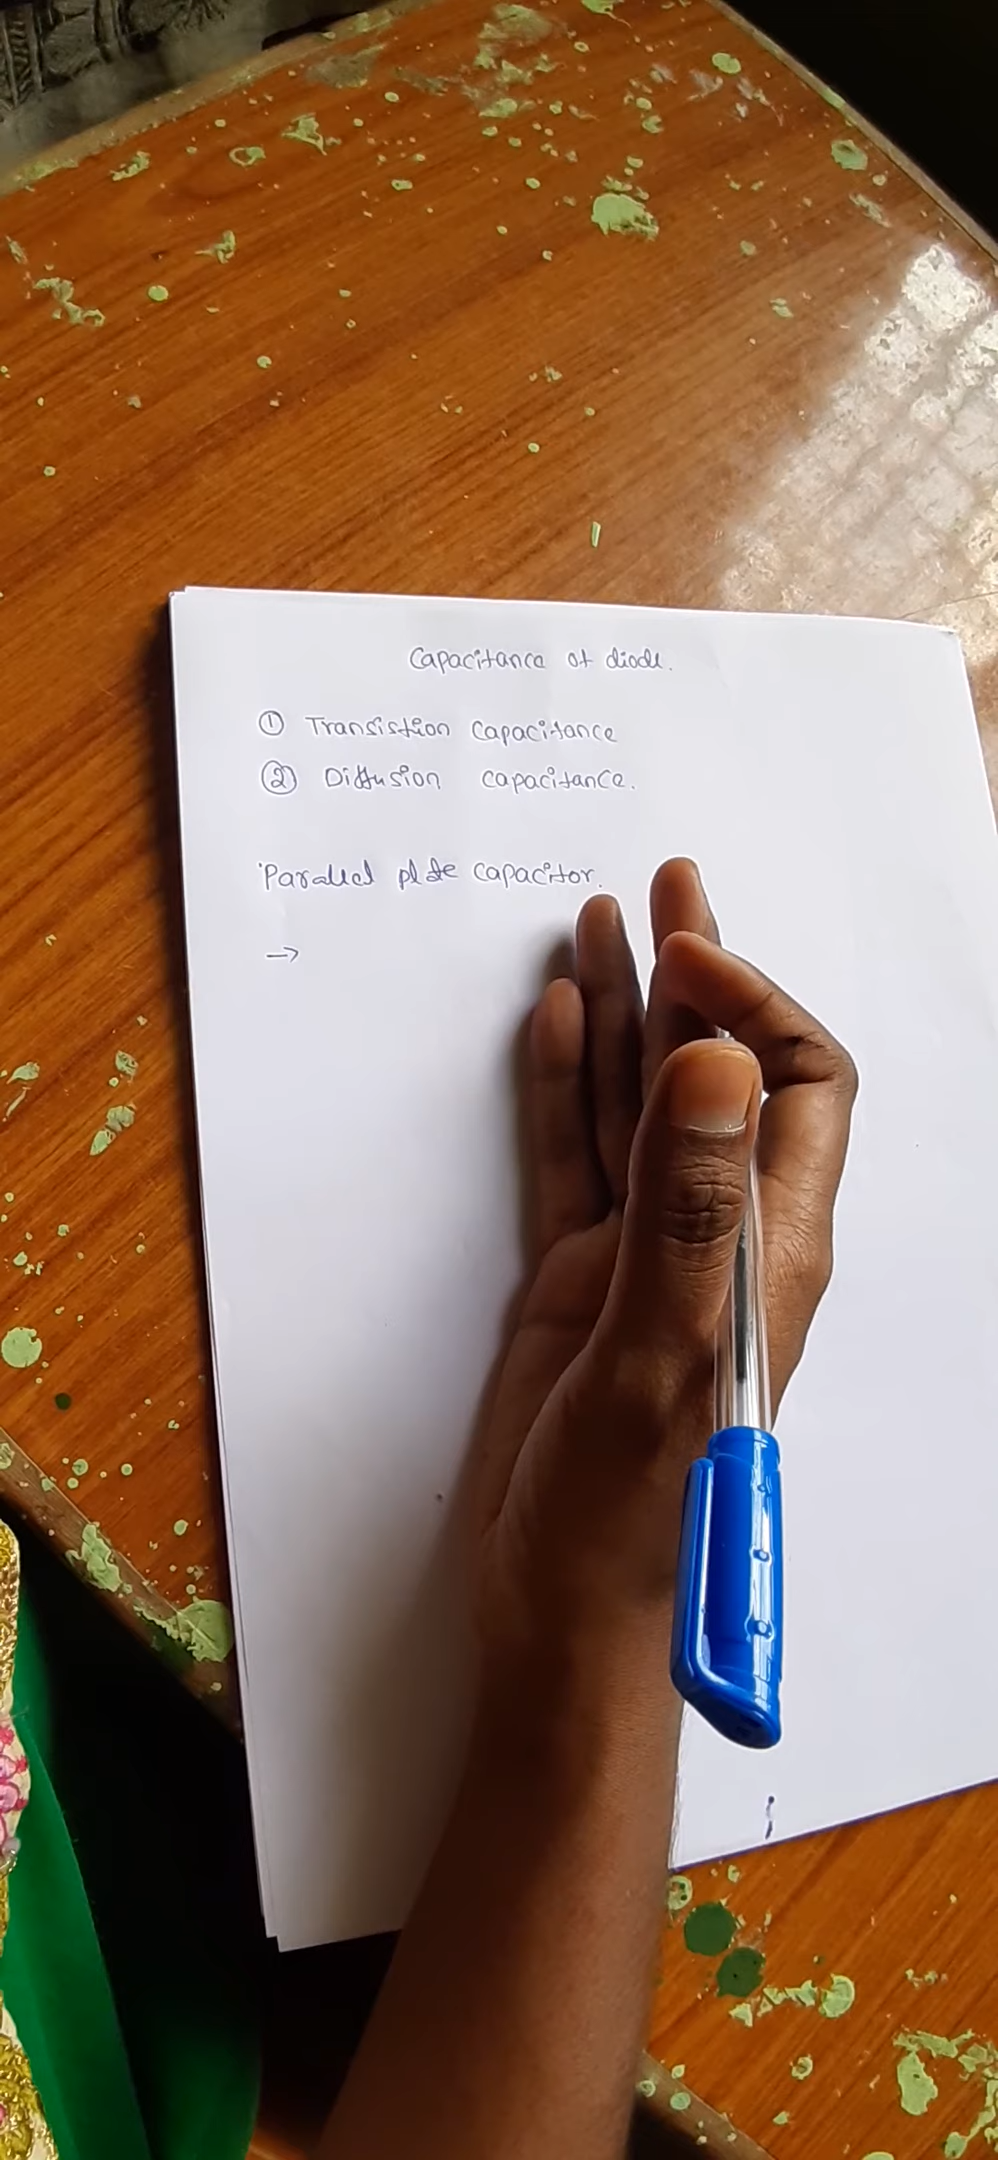 Capacitance of diode.
① Transistion Capacitance
② Diffusion capacitance.
Parallel plate capacitor.
→